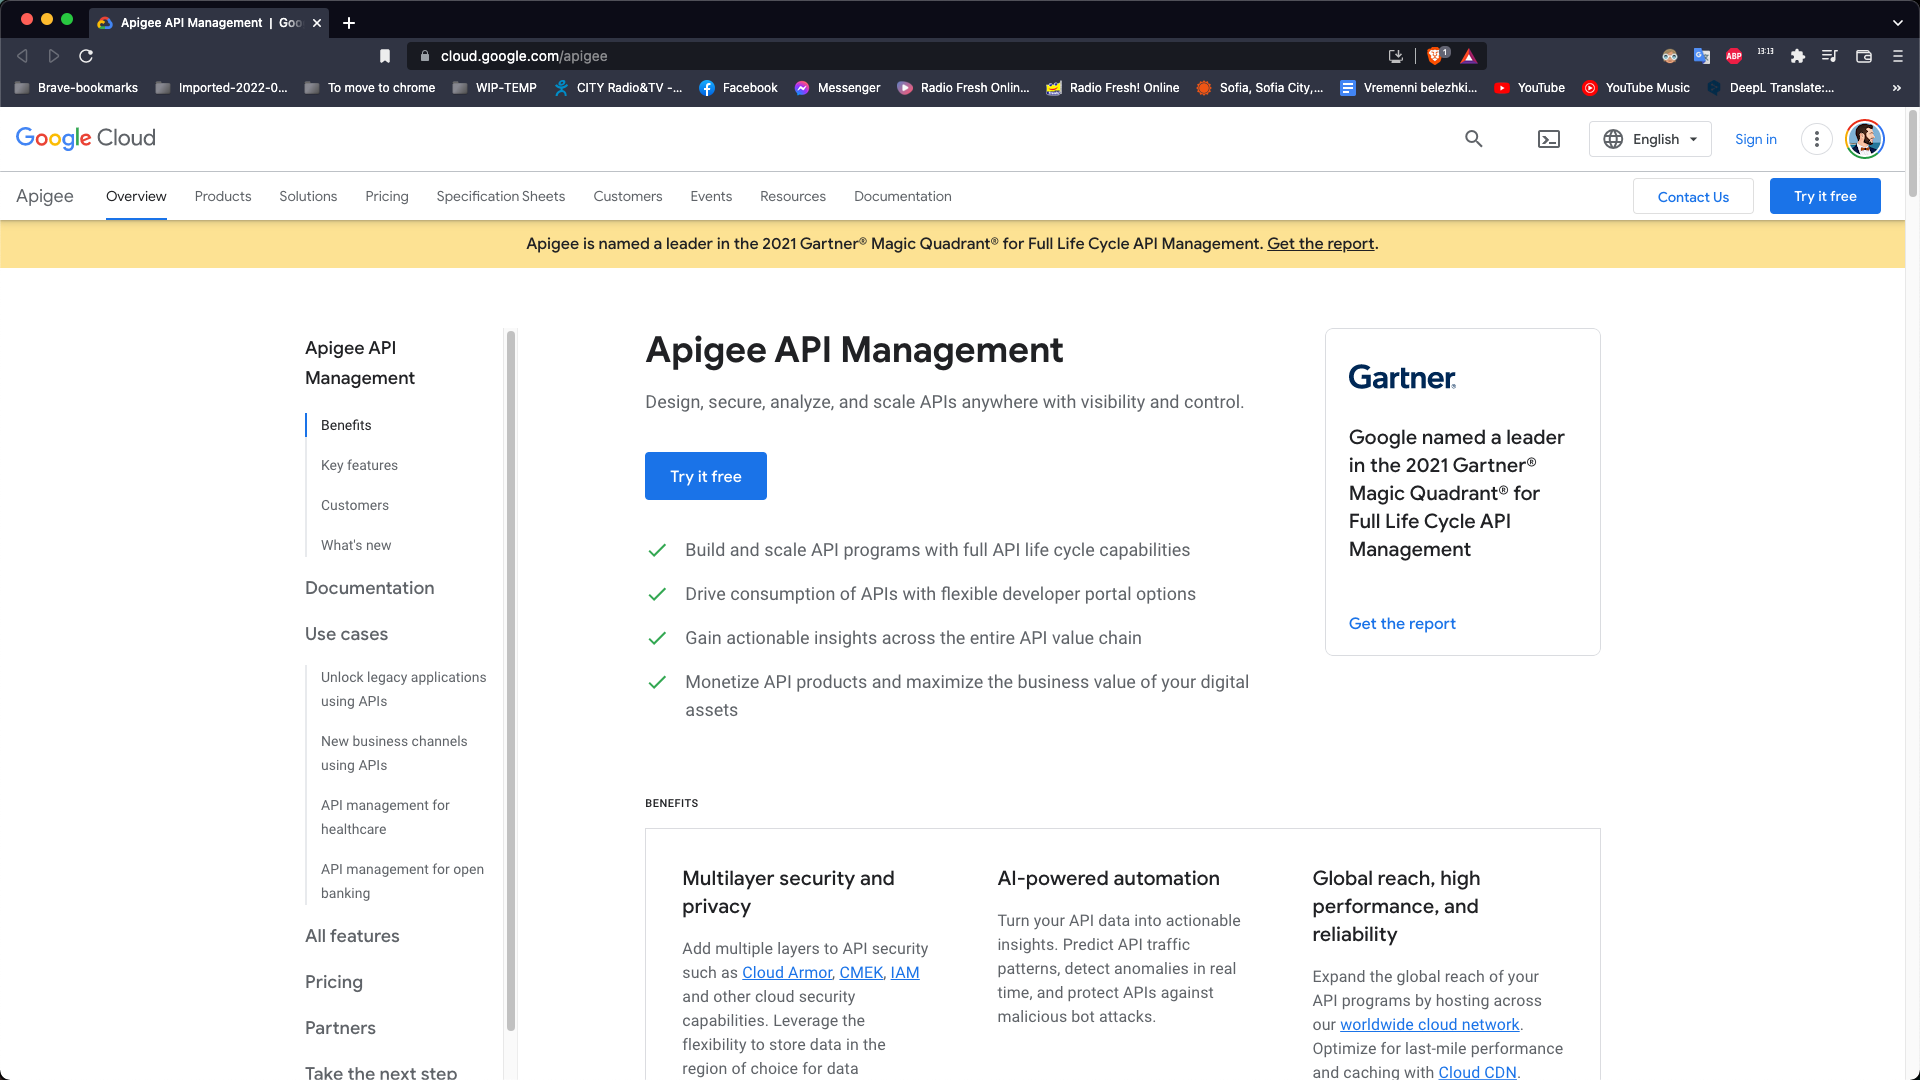 Apigee API Management | Goo
cloud.google.com/apigee
1
ABP
13:13
Brave-bookmarks
Imported-2022-0...
To move to chrome
WIP-TEMP
CITY Radio&TV -...
Facebook
Messenger
Radio Fresh Onlin...
Radio Fresh! Online
Sofia, Sofia City,...
Vremenni belezhki...
YouTube
YouTube Music
DeepL Translate:...
»
Google Cloud
English
Sign in
Apigee
Overview
Products
Solutions
Pricing
Specification Sheets
Customers
Events
Resources
Documentation
Contact Us
Try it free
Apigee is named a leader in the 2021 Gartner® Magic Quadrant® for Full Life Cycle API Management. Get the report.
Apigee API
Management
Benefits
Key features
Customers
What's new
Documentation
Use cases
Unlock legacy applications
using APIs
New business channels
using APIs
API management for
healthcare
API management for open
banking
All features
Pricing
Partners
Take the next step
Apigee API Management
Design, secure, analyze, and scale APIs anywhere with visibility and control.
Try it free
Build and scale API programs with full API life cycle capabilities
Drive consumption of APIs with flexible developer portal options
Gain actionable insights across the entire API value chain
Monetize API products and maximize the business value of your digital
assets
Gartner®
Google named a leader
in the 2021 Gartner®
Magic Quadrant® for
Full Life Cycle API
Management
Get the report
BENEFITS
Multilayer security and
privacy
Add multiple layers to API security
such as Cloud Armor, CMEK, IAM
and other cloud security
capabilities. Leverage the
flexibility to store data in the
region of choice for data
AI-powered automation
Turn your API data into actionable
insights. Predict API traffic
patterns, detect anomalies in real
time, and protect APIs against
malicious bot attacks.
Global reach, high
performance, and
reliability
Expand the global reach of your
API programs by hosting across
our worldwide cloud network.
Optimize for last-mile performance
and caching with Cloud CDN.